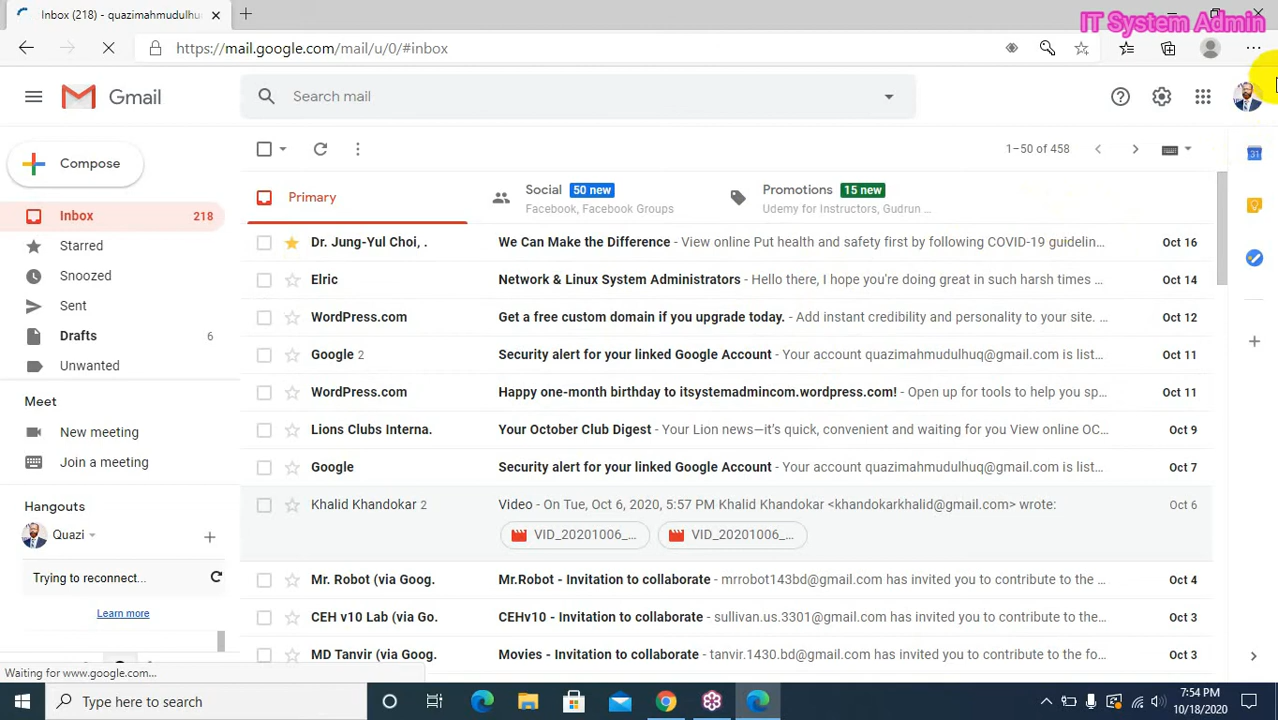 Inbox (218) - quazimahmudulhu
IT System Admin
https://mail.google.com/mail/u/0/#inbox
Gmail
Search mail
Compose
1–50 of 458
31
Inbox 218
Starred
Snoozed
Sent
Drafts 6
Unwanted
Primary
Social 50 new
Facebook, Facebook Groups
Promotions 15 new
Udemy for Instructors, Gudrun ...
Dr. Jung-Yul Choi, . We Can Make the Difference - View online Put health and safety first by following COVID-19 guidelin... Oct 16
Elric Network & Linux System Administrators - Hello there, I hope you're doing great in such harsh times ... Oct 14
WordPress.com Get a free custom domain if you upgrade today. - Add instant credibility and personality to your site. ... Oct 12
Google 2 Security alert for your linked Google Account - Your account quazimahmudulhuq@gmail.com is list... Oct 11
WordPress.com Happy one-month birthday to itsystemadmincom.wordpress.com! - Open up for tools to help you sp... Oct 11
Lions Clubs Interna. Your October Club Digest - Your Lion news—it's quick, convenient and waiting for you View online OC... Oct 9
Google Security alert for your linked Google Account - Your account quazimahmudulhuq@gmail.com is list... Oct 7
Khalid Khandokar 2 Video - On Tue, Oct 6, 2020, 5:57 PM Khalid Khandokar <khandokarkhalid@gmail.com> wrote: Oct 6
VID_20201006_... VID_20201006_...
Mr. Robot (via Goog. Mr.Robot - Invitation to collaborate - mrrobot143bd@gmail.com has invited you to contribute to the ... Oct 4
CEH v10 Lab (via Go. CEHv10 - Invitation to collaborate - sullivan.us.3301@gmail.com has invited you to contribute to the... Oct 3
MD Tanvir (via Goog. Movies - Invitation to collaborate - tanvir.1430.bd@gmail.com has invited you to contribute to the fo... Oct 3
Meet
New meeting
Join a meeting
Hangouts
Quazi
Trying to reconnect...
Learn more
Waiting for www.google.com...
Type here to search
7:54 PM
10/18/2020